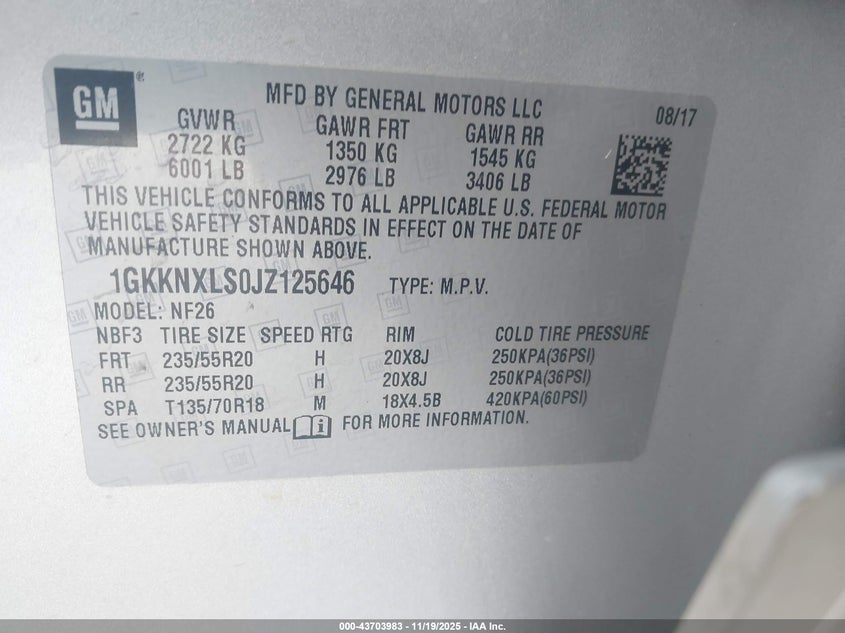 GM ®
MFD BY GENERAL MOTORS LLC 08/17
GVWR GAWR FRT GAWR RR
2722 KG 1350 KG 1545 KG
6001 LB 2976 LB 3406 LB
THIS VEHICLE CONFORMS TO ALL APPLICABLE U.S. FEDERAL MOTOR
VEHICLE SAFETY STANDARDS IN EFFECT ON THE DATE OF
MANUFACTURE SHOWN ABOVE.
1GKKNXLS0JZ125646 TYPE: M.P.V.
MODEL: NF26
NBF3 TIRE SIZE SPEED RTG RIM COLD TIRE PRESSURE
FRT 235/55R20 H 20X8J 250KPA(36PSI)
RR 235/55R20 H 20X8J 250KPA(36PSI)
SPA T135/70R18 M 18X4.5B 420KPA(60PSI)
SEE OWNER'S MANUAL i FOR MORE INFORMATION.
000-43703983 - 11/19/2025 - IAA Inc.